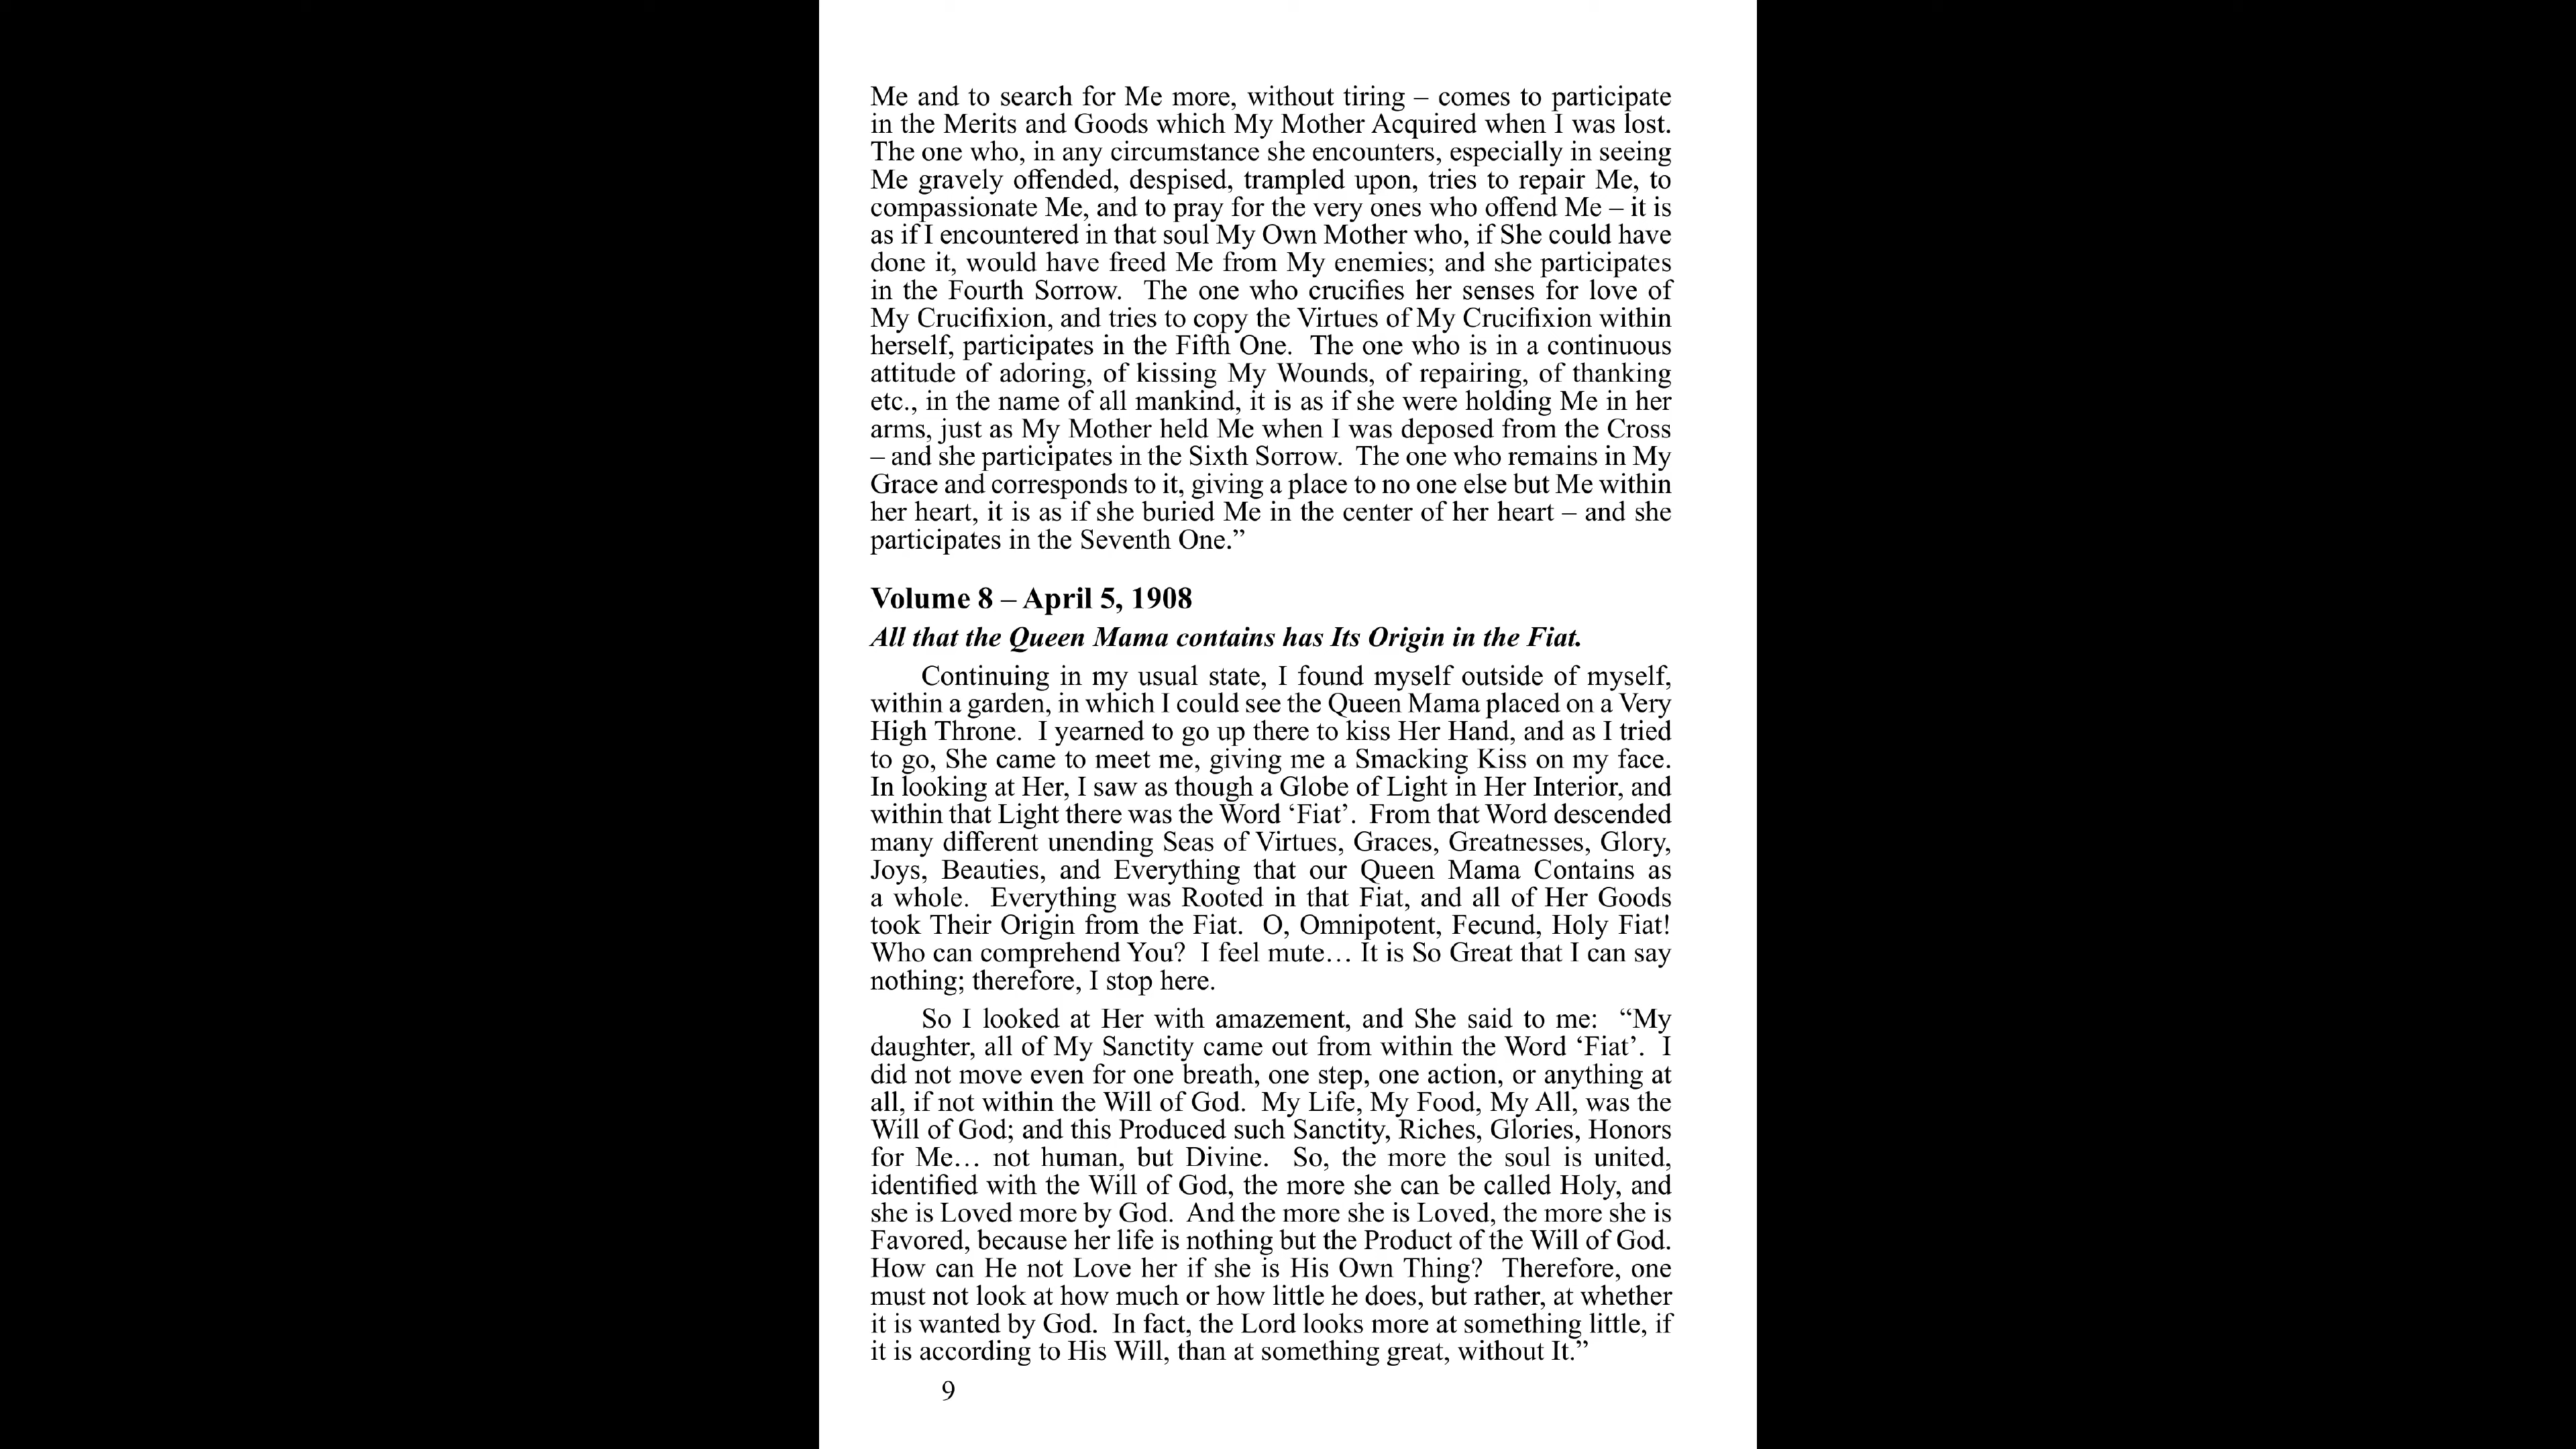 Me and to search for Me more, without tiring – comes to participate
in the Merits and Goods which My Mother Acquired when I was lost.
The one who, in any circumstance she encounters, especially in seeing
Me gravely offended, despised, trampled upon, tries to repair Me, to
compassionate Me, and to pray for the very ones who offend Me – it is
as if I encountered in that soul My Own Mother who, if She could have
done it, would have freed Me from My enemies; and she participates
in the Fourth Sorrow.  The one who crucifies her senses for love of
My Crucifixion, and tries to copy the Virtues of My Crucifixion within
herself, participates in the Fifth One.  The one who is in a continuous
attitude of adoring, of kissing My Wounds, of repairing, of thanking
etc., in the name of all mankind, it is as if she were holding Me in her
arms, just as My Mother held Me when I was deposed from the Cross
– and she participates in the Sixth Sorrow.  The one who remains in My
Grace and corresponds to it, giving a place to no one else but Me within
her heart, it is as if she buried Me in the center of her heart – and she
participates in the Seventh One.”
Volume 8 – April 5, 1908
All that the Queen Mama contains has Its Origin in the Fiat.
Continuing in my usual state, I found myself outside of myself,
within a garden, in which I could see the Queen Mama placed on a Very
High Throne.  I yearned to go up there to kiss Her Hand, and as I tried
to go, She came to meet me, giving me a Smacking Kiss on my face.
In looking at Her, I saw as though a Globe of Light in Her Interior, and
within that Light there was the Word ‘Fiat’.  From that Word descended
many different unending Seas of Virtues, Graces, Greatnesses, Glory,
Joys, Beauties, and Everything that our Queen Mama Contains as
a whole.  Everything was Rooted in that Fiat, and all of Her Goods
took Their Origin from the Fiat.  O, Omnipotent, Fecund, Holy Fiat!
Who can comprehend You?  I feel mute… It is So Great that I can say
nothing; therefore, I stop here.
So I looked at Her with amazement, and She said to me:  “My
daughter, all of My Sanctity came out from within the Word ‘Fiat’.  I
did not move even for one breath, one step, one action, or anything at
all, if not within the Will of God.  My Life, My Food, My All, was the
Will of God; and this Produced such Sanctity, Riches, Glories, Honors
for Me… not human, but Divine.  So, the more the soul is united,
identified with the Will of God, the more she can be called Holy, and
she is Loved more by God.  And the more she is Loved, the more she is
Favored, because her life is nothing but the Product of the Will of God.
How can He not Love her if she is His Own Thing?  Therefore, one
must not look at how much or how little he does, but rather, at whether
it is wanted by God.  In fact, the Lord looks more at something little, if
it is according to His Will, than at something great, without It.”
9